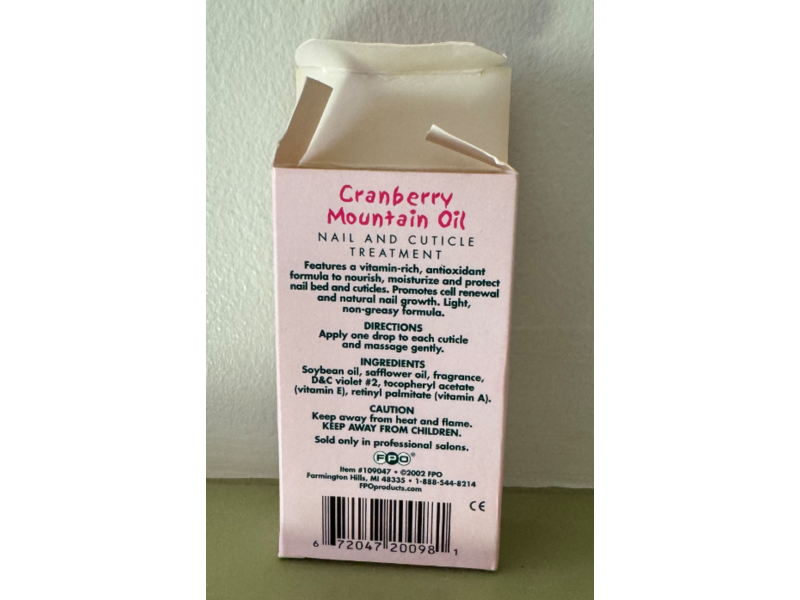 Cranberry
Mountain Oil
NAIL AND CUTICLE
TREATMENT
Features a vitamin-rich, antioxidant
formula to nourish, moisturize and protect
nail bed and cuticles. Promotes cell renewal
and natural nail growth. Light,
non-greasy formula.
DIRECTIONS
Apply one drop to each cuticle
and massage gently.
INGREDIENTS
Soybean oil, safflower oil, fragrance,
D&C violet #2, tocopheryl acetate
(vitamin E), retinyl palmitate (vitamin A).
CAUTION
Keep away from heat and flame.
KEEP AWAY FROM CHILDREN.
Sold only in professional salons.
FPO®
Item #109047 • ©2002 FPO
Farmington Hills, MI 48335 • 1-888-544-8214
FPOproducts.com
CE
6 72047 20098 1